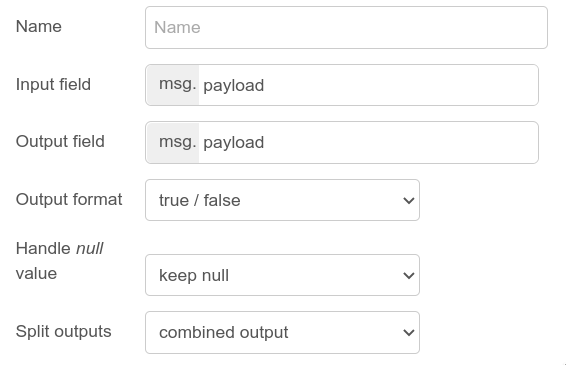 Name Name
Input field msg. payload
Output field msg. payload
Output format true / false
Handle null
value keep null
Split outputs combined output